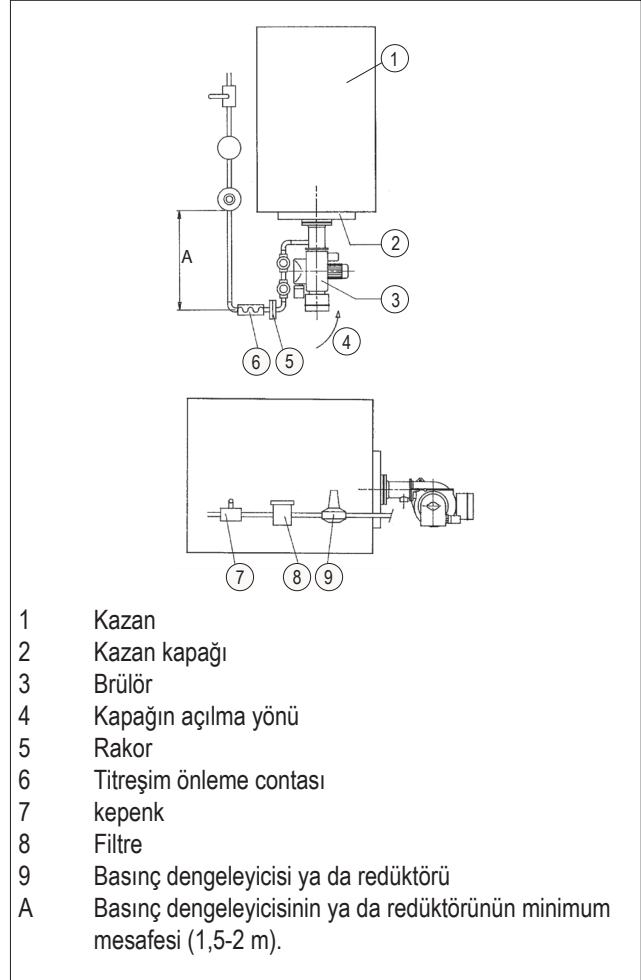 1
A
2
3
6
5
4
7
8
9
1 Kazan
2 Kazan kapağı
3 Brülör
4 Kapağın açılma yönü
5 Rakor
6 Titreşim önleme contası
7 kepenk
8 Filtre
9 Basınç dengeleyicisi ya da redüktörü
A Basınç dengeleyicisinin ya da redüktörünün minimum
mesafesi (1,5-2 m).